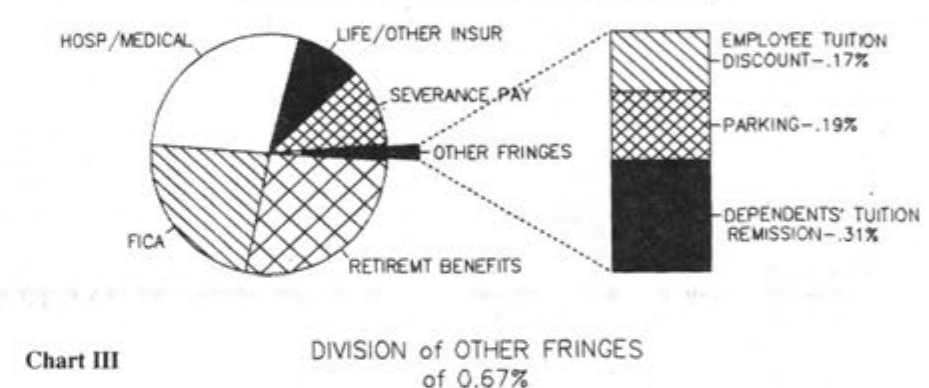 HOSP/MEDICAL
LIFE/OTHER INSUR
SEVERANCE PAY
OTHER FRINGES
RETIREMT BENEFITS
FICA
EMPLOYEE TUITION
DISCOUNT-.17%
PARKING-.19%
DEPENDENTS' TUITION
REMISSION-.31%
Chart III
DIVISION of OTHER FRINGES
of 0.67%